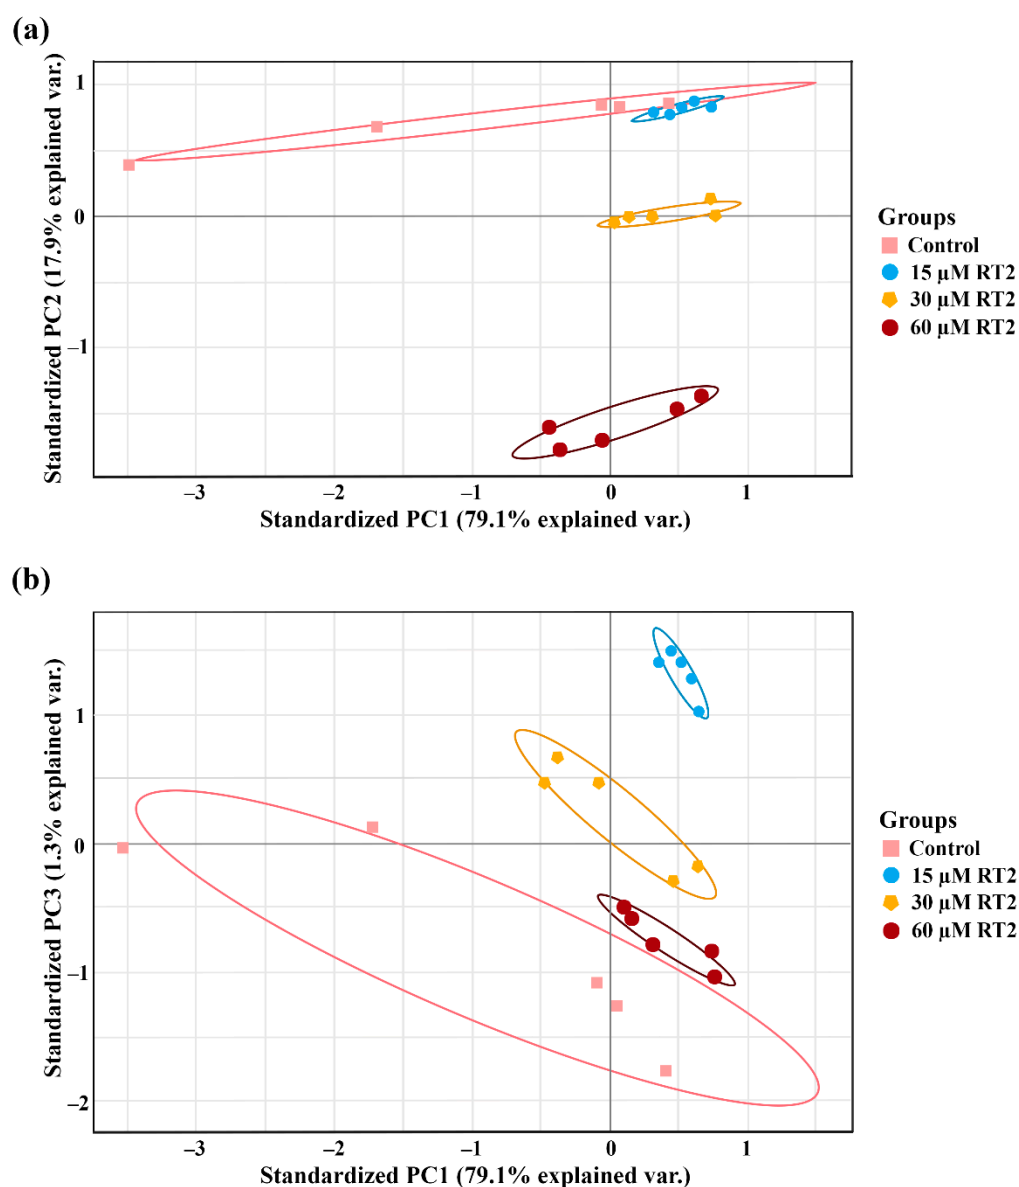 (a)
Standardized PC2 (17.9% explained var.)
1
0
−1
−3
−2
−1
0
1
Standardized PC1 (79.1% explained var.)
Groups
Control
15 µM RT2
30 µM RT2
60 µM RT2
(b)
Standardized PC3 (1.3% explained var.)
1
0
−1
−2
−3
−2
−1
0
1
Standardized PC1 (79.1% explained var.)
Groups
Control
15 µM RT2
30 µM RT2
60 µM RT2